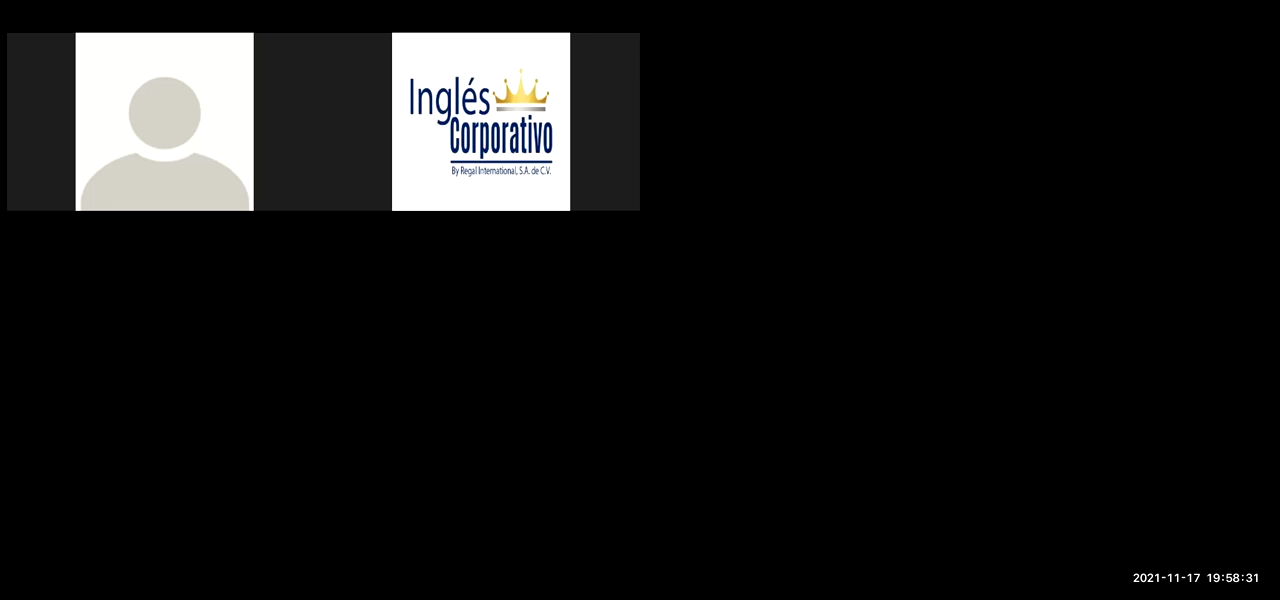 Inglés
Corporativo
By Regal International, S.A. de C.V.
2021-11-17 19:58:31